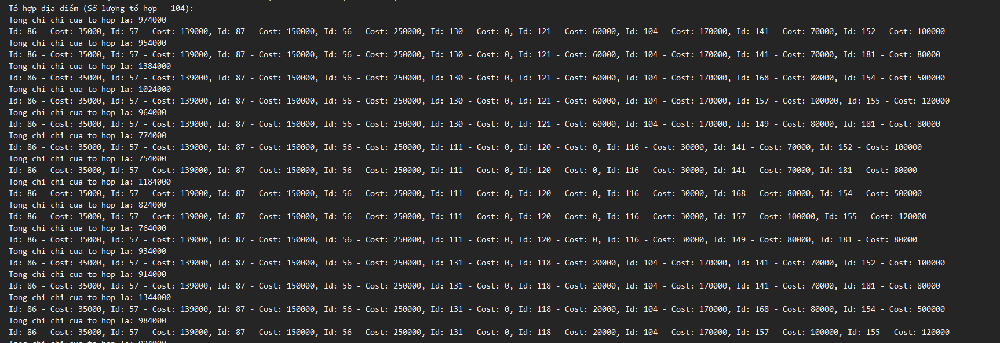 Tổ hợp địa điểm (Số lượng tổ hợp - 104):
Tong chi chi cua to hop la: 974000
Id: 86 - Cost: 35000, Id: 57 - Cost: 139000, Id: 87 - Cost: 150000, Id: 56 - Cost: 250000, Id: 130 - Cost: 0, Id: 121 - Cost: 60000, Id: 104 - Cost: 170000, Id: 141 - Cost: 70000, Id: 152 - Cost: 100000
Tong chi chi cua to hop la: 954000
Id: 86 - Cost: 35000, Id: 57 - Cost: 139000, Id: 87 - Cost: 150000, Id: 56 - Cost: 250000, Id: 130 - Cost: 0, Id: 121 - Cost: 60000, Id: 104 - Cost: 170000, Id: 141 - Cost: 70000, Id: 181 - Cost: 80000
Tong chi chi cua to hop la: 1384000
Id: 86 - Cost: 35000, Id: 57 - Cost: 139000, Id: 87 - Cost: 150000, Id: 56 - Cost: 250000, Id: 130 - Cost: 0, Id: 121 - Cost: 60000, Id: 104 - Cost: 170000, Id: 168 - Cost: 80000, Id: 154 - Cost: 500000
Tong chi chi cua to hop la: 1024000
Id: 86 - Cost: 35000, Id: 57 - Cost: 139000, Id: 87 - Cost: 150000, Id: 56 - Cost: 250000, Id: 130 - Cost: 0, Id: 121 - Cost: 60000, Id: 104 - Cost: 170000, Id: 157 - Cost: 100000, Id: 155 - Cost: 120000
Tong chi chi cua to hop la: 964000
Id: 86 - Cost: 35000, Id: 57 - Cost: 139000, Id: 87 - Cost: 150000, Id: 56 - Cost: 250000, Id: 130 - Cost: 0, Id: 121 - Cost: 60000, Id: 104 - Cost: 170000, Id: 149 - Cost: 80000, Id: 181 - Cost: 80000
Tong chi chi cua to hop la: 774000
Id: 86 - Cost: 35000, Id: 57 - Cost: 139000, Id: 87 - Cost: 150000, Id: 56 - Cost: 250000, Id: 111 - Cost: 0, Id: 120 - Cost: 0, Id: 116 - Cost: 30000, Id: 141 - Cost: 70000, Id: 152 - Cost: 100000
Tong chi chi cua to hop la: 754000
Id: 86 - Cost: 35000, Id: 57 - Cost: 139000, Id: 87 - Cost: 150000, Id: 56 - Cost: 250000, Id: 111 - Cost: 0, Id: 120 - Cost: 0, Id: 116 - Cost: 30000, Id: 141 - Cost: 70000, Id: 181 - Cost: 80000
Tong chi chi cua to hop la: 1184000
Id: 86 - Cost: 35000, Id: 57 - Cost: 139000, Id: 87 - Cost: 150000, Id: 56 - Cost: 250000, Id: 111 - Cost: 0, Id: 120 - Cost: 0, Id: 116 - Cost: 30000, Id: 168 - Cost: 80000, Id: 154 - Cost: 500000
Tong chi chi cua to hop la: 824000
Id: 86 - Cost: 35000, Id: 57 - Cost: 139000, Id: 87 - Cost: 150000, Id: 56 - Cost: 250000, Id: 111 - Cost: 0, Id: 120 - Cost: 0, Id: 116 - Cost: 30000, Id: 157 - Cost: 100000, Id: 155 - Cost: 120000
Tong chi chi cua to hop la: 764000
Id: 86 - Cost: 35000, Id: 57 - Cost: 139000, Id: 87 - Cost: 150000, Id: 56 - Cost: 250000, Id: 111 - Cost: 0, Id: 120 - Cost: 0, Id: 116 - Cost: 30000, Id: 149 - Cost: 80000, Id: 181 - Cost: 80000
Tong chi chi cua to hop la: 934000
Id: 86 - Cost: 35000, Id: 57 - Cost: 139000, Id: 87 - Cost: 150000, Id: 56 - Cost: 250000, Id: 131 - Cost: 0, Id: 118 - Cost: 20000, Id: 104 - Cost: 170000, Id: 141 - Cost: 70000, Id: 152 - Cost: 100000
Tong chi chi cua to hop la: 914000
Id: 86 - Cost: 35000, Id: 57 - Cost: 139000, Id: 87 - Cost: 150000, Id: 56 - Cost: 250000, Id: 131 - Cost: 0, Id: 118 - Cost: 20000, Id: 104 - Cost: 170000, Id: 141 - Cost: 70000, Id: 181 - Cost: 80000
Tong chi chi cua to hop la: 1344000
Id: 86 - Cost: 35000, Id: 57 - Cost: 139000, Id: 87 - Cost: 150000, Id: 56 - Cost: 250000, Id: 131 - Cost: 0, Id: 118 - Cost: 20000, Id: 104 - Cost: 170000, Id: 168 - Cost: 80000, Id: 154 - Cost: 500000
Tong chi chi cua to hop la: 984000
Id: 86 - Cost: 35000, Id: 57 - Cost: 139000, Id: 87 - Cost: 150000, Id: 56 - Cost: 250000, Id: 131 - Cost: 0, Id: 118 - Cost: 20000, Id: 104 - Cost: 170000, Id: 157 - Cost: 100000, Id: 155 - Cost: 120000
Tong chi chi cua to hop la: 924000